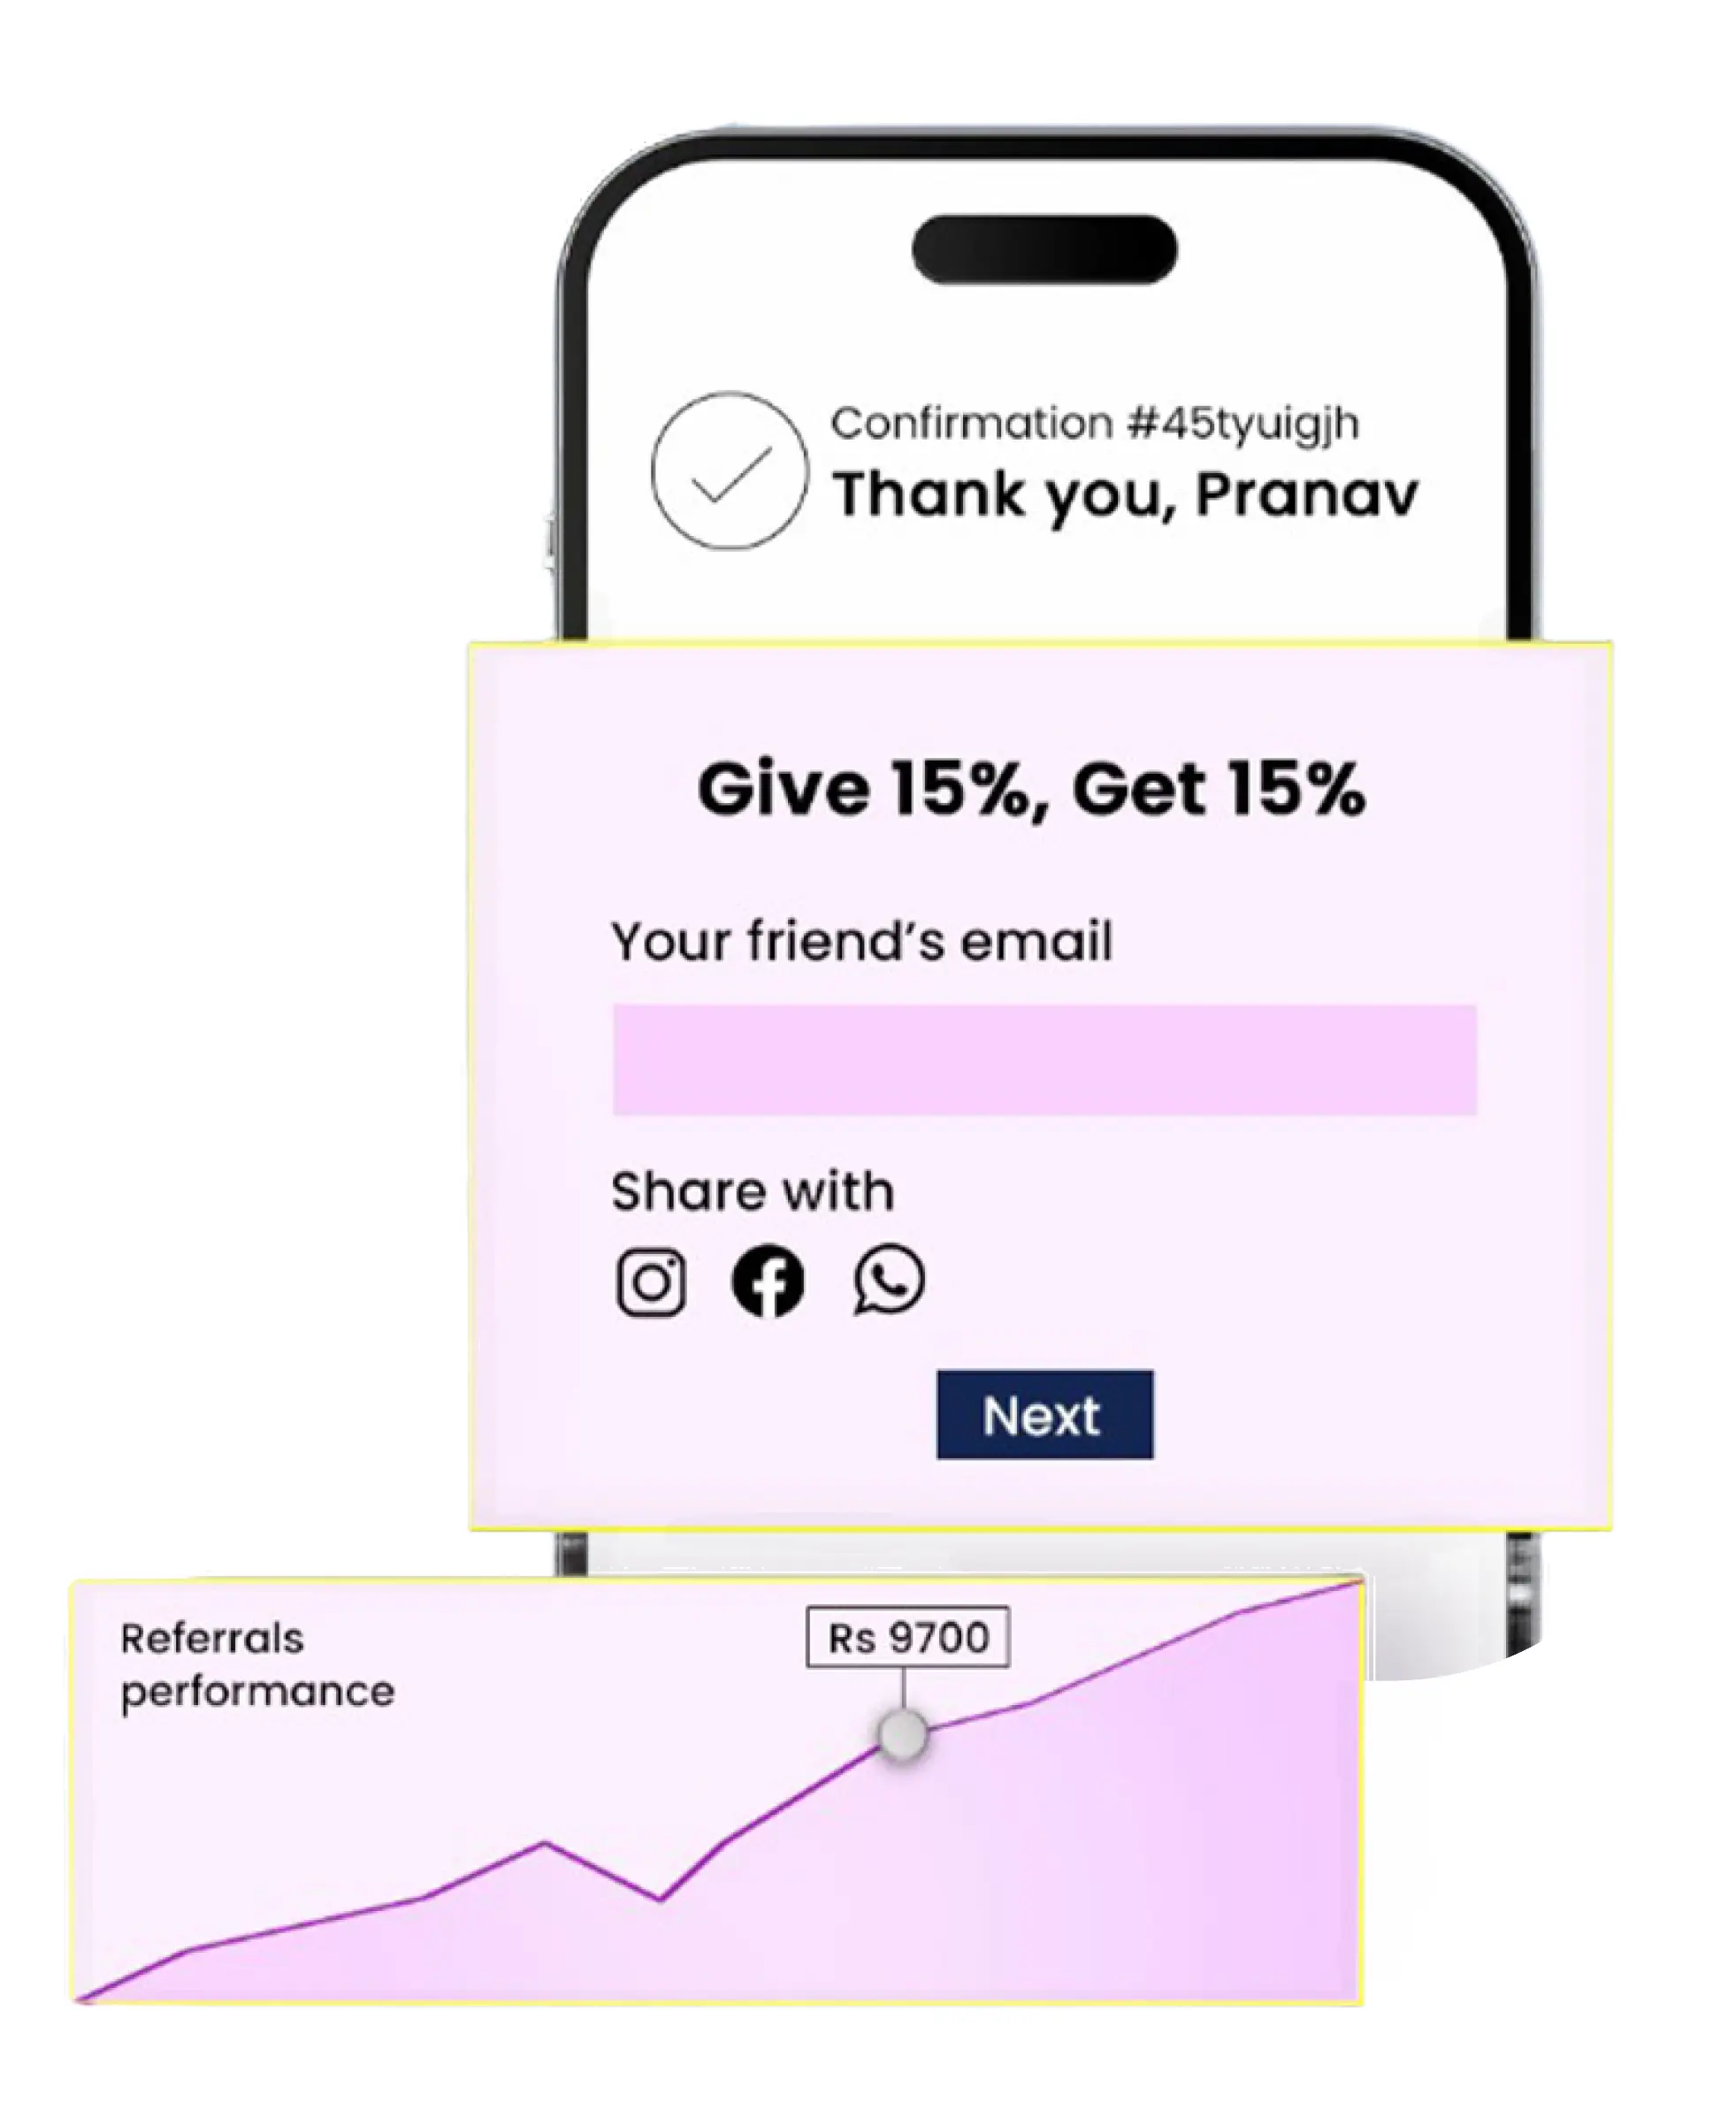 Confirmation #45tyuigjh
Thank you, Pranav
Give 15%, Get 15%
Your friend’s email
Share with
Next
Referrals
performance
Rs 9700